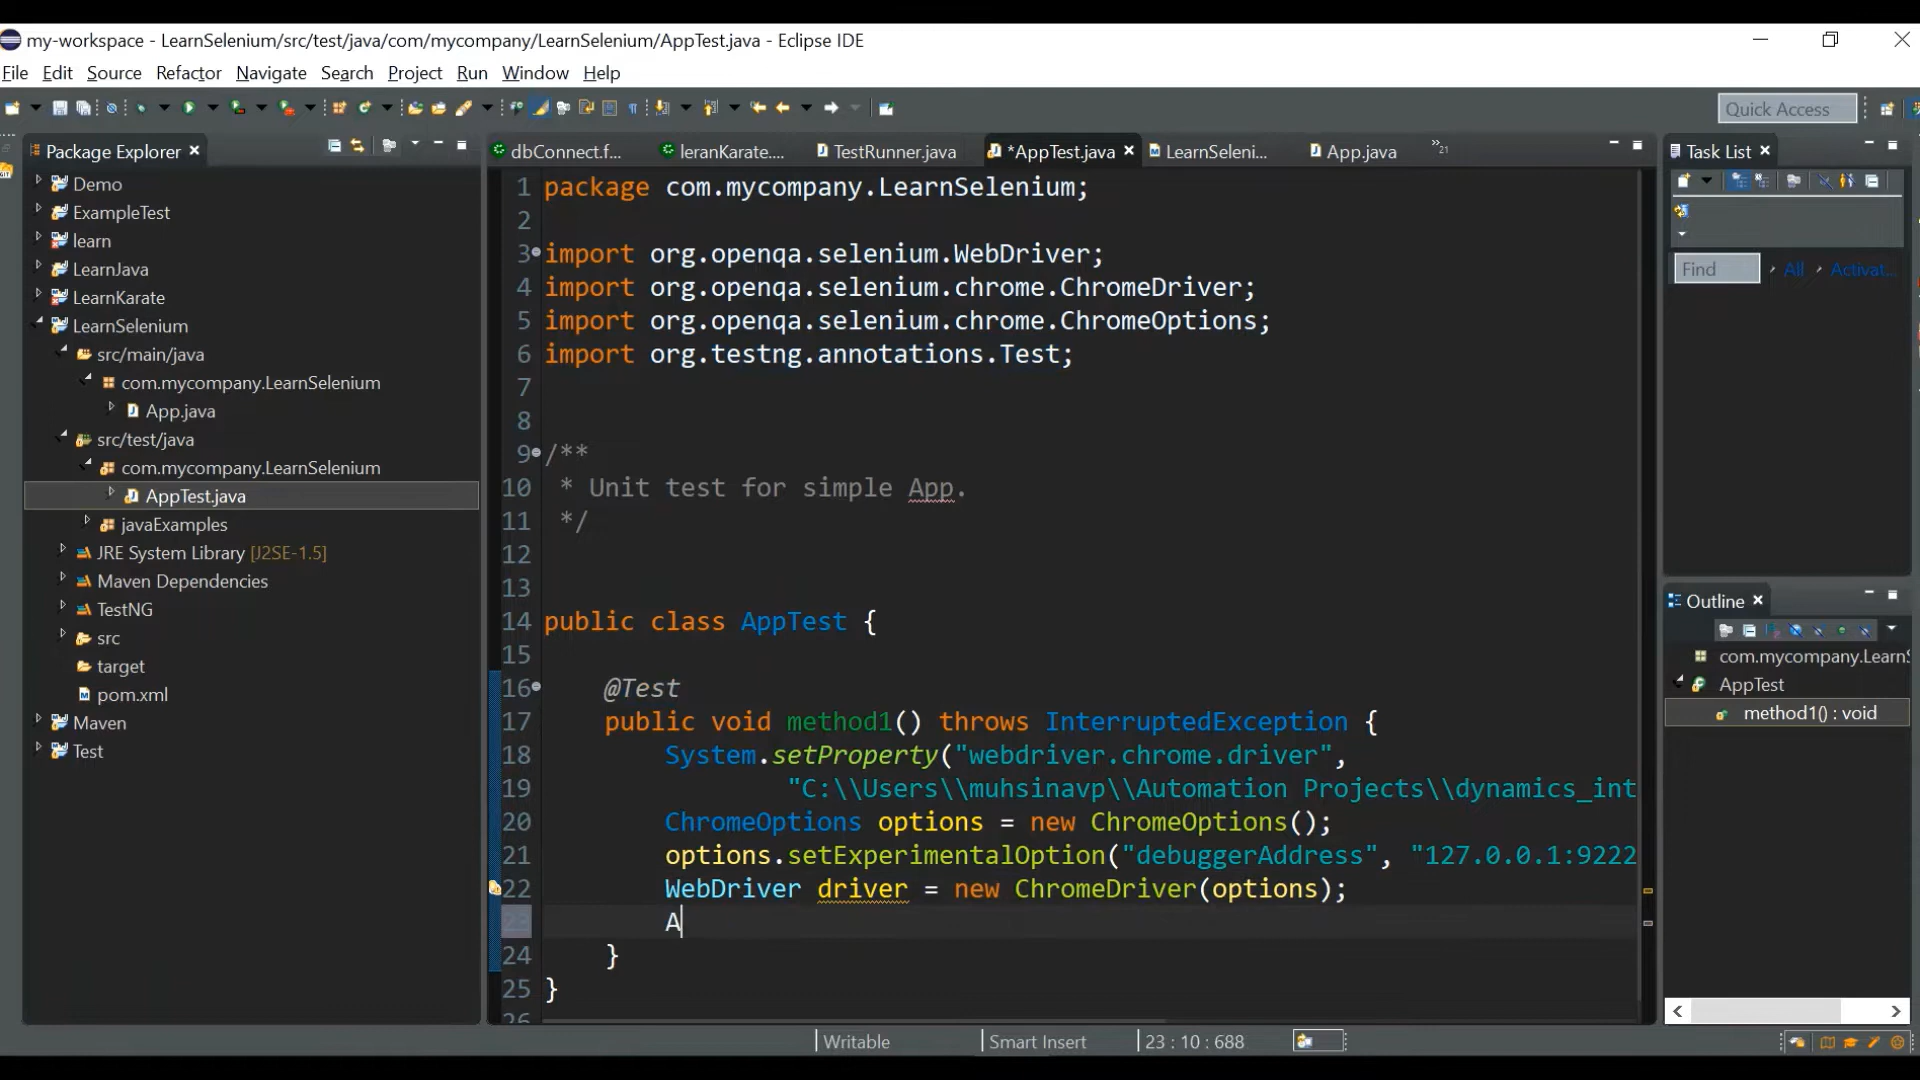 my-workspace - LearnSelenium/src/test/java/com/mycompany/LearnSelenium/AppTest.java - Eclipse IDE
File Edit Source Refactor Navigate Search Project Run Window Help
Quick Access
Package Explorer
Demo
ExampleTest
learn
LearnJava
LearnKarate
LearnSelenium
src/main/java
com.mycompany.LearnSelenium
App.java
src/test/java
com.mycompany.LearnSelenium
AppTest.java
javaExamples
JRE System Library [J2SE-1.5]
Maven Dependencies
TestNG
src
target
pom.xml
Maven
Test
dbConnect.f... leranKarate.... TestRunner.java *AppTest.java LearnSeleni... App.java 21
1 package com.mycompany.LearnSelenium;
2
3 import org.openqa.selenium.WebDriver;
4 import org.openqa.selenium.chrome.ChromeDriver;
5 import org.openqa.selenium.chrome.ChromeOptions;
6 import org.testng.annotations.Test;
7
8
9 /**
10 * Unit test for simple App.
11 */
12
13
14 public class AppTest {
15
16 @Test
17 public void method1() throws InterruptedException {
18 System.setProperty("webdriver.chrome.driver",
19 "C:\\Users\\muhsinavp\\Automation Projects\\dynamics_int
20 ChromeOptions options = new ChromeOptions();
21 options.setExperimentalOption("debuggerAddress", "127.0.0.1:9222
22 WebDriver driver = new ChromeDriver(options);
23 A
24 }
25 }
26
Task List
Find All Activat...
Outline
com.mycompany.LearnS
AppTest
method1() : void
Writable Smart Insert 23 : 10 : 688